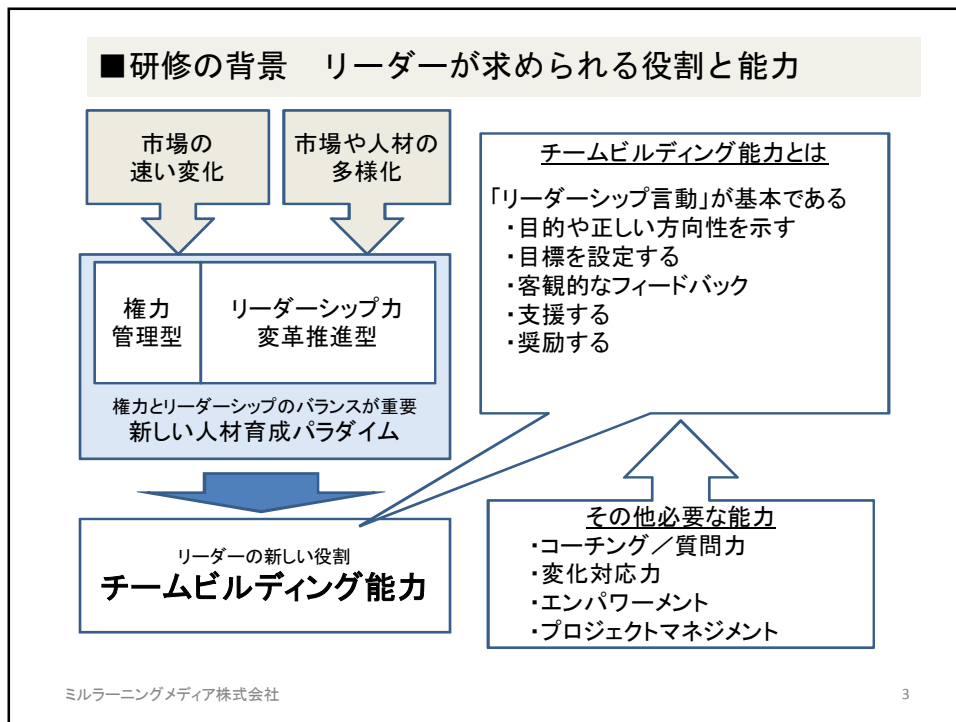 ■研修の背景　リーダーが求められる役割と能力
市場の
速い変化
市場や人材の
多様化
権力
管理型
リーダーシップ力
変革推進型
権力とリーダーシップのバランスが重要
新しい人材育成パラダイム
リーダーの新しい役割
チームビルディング能力
チームビルディング能力とは
「リーダーシップ言動」が基本である
・目的や正しい方向性を示す
・目標を設定する
・客観的なフィードバック
・支援する
・奨励する
その他必要な能力
・コーチング／質問力
・変化対応力
・エンパワーメント
・プロジェクトマネジメント
ミルラーニングメディア株式会社
3